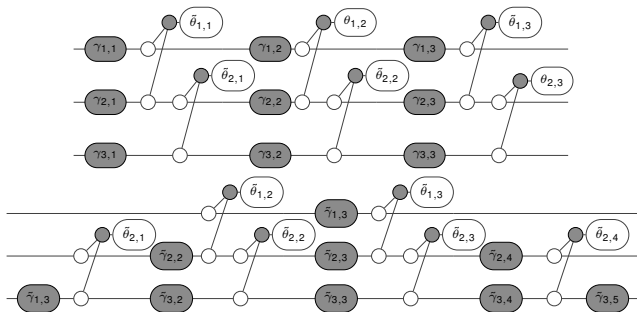 θ̃1,1 θ1,2 θ̃1,3
γ1,1 γ1,2 γ1,3
θ̃2,1 θ̃2,2 θ2,3
γ2,1 γ2,2 γ2,3
γ3,1 γ3,2 γ3,3
θ̃1,2 θ̃1,3
γ̃1,3
θ̃2,1 θ̃2,2 θ̃2,3 θ̃2,4
γ̃2,2 γ̃2,3 γ̃2,4
γ̃1,3 γ̃3,2 γ̃3,3 γ̃3,4 γ̃3,5